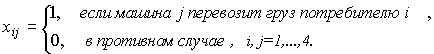 x_ij = { 1, если машина j перевозит груз потребителю i ,
0, в противном случае , i, j=1,...,4.